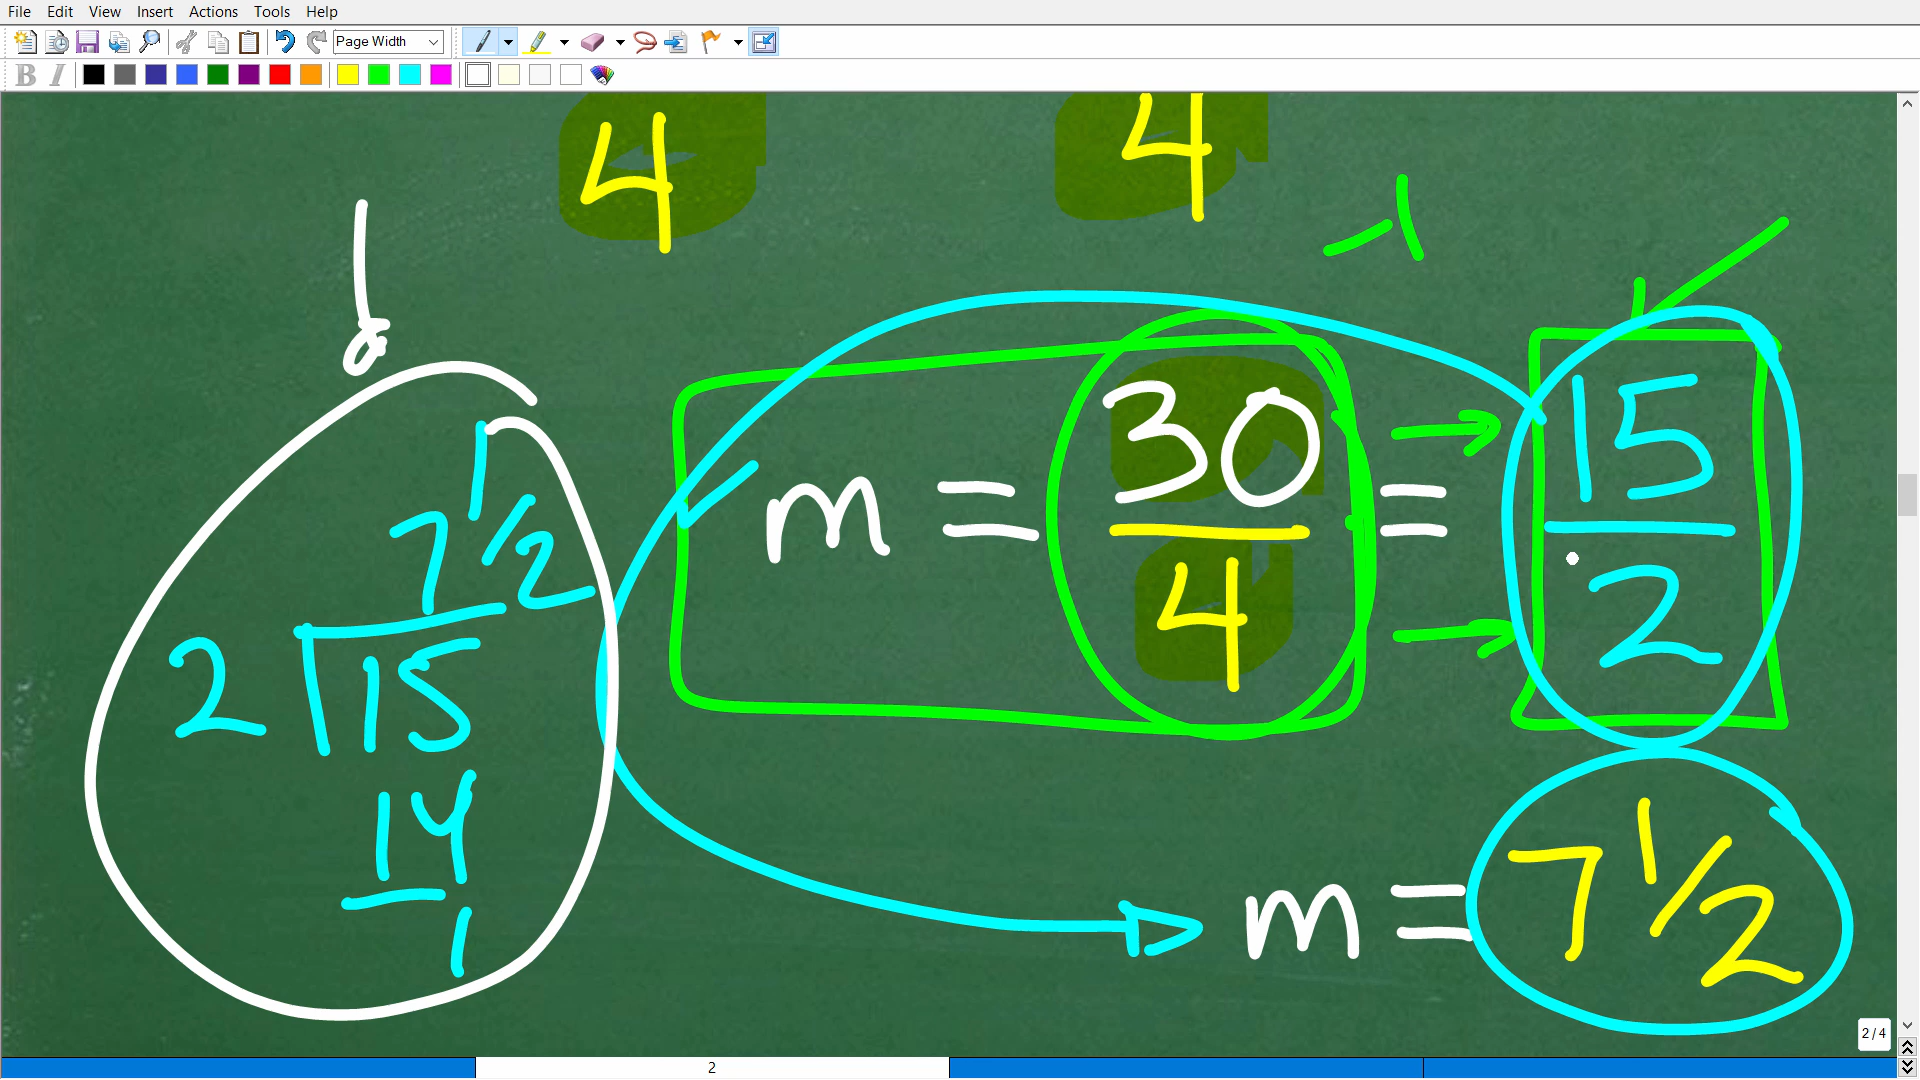 File Edit View Insert Actions Tools Help
Page Width
B I
4 4
m = 30/4 = 15/2
7 1/2
2 15
14
1
m = 7 1/2
2 / 4
2